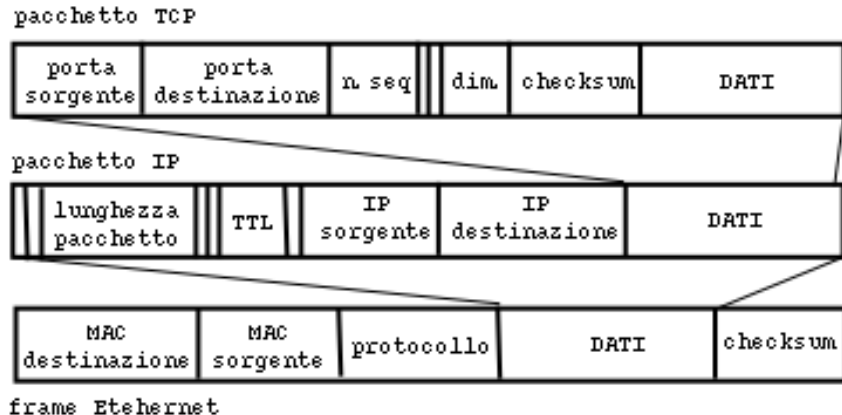 pacchetto TCP
porta sorgente
porta destinazione
n. seq
dim.
checksum
DATI
pacchetto IP
lunghezza pacchetto
TTL
IP sorgente
IP destinazione
DATI
MAC destinazione
MAC sorgente
protocollo
DATI
checksum
frame Etehernet